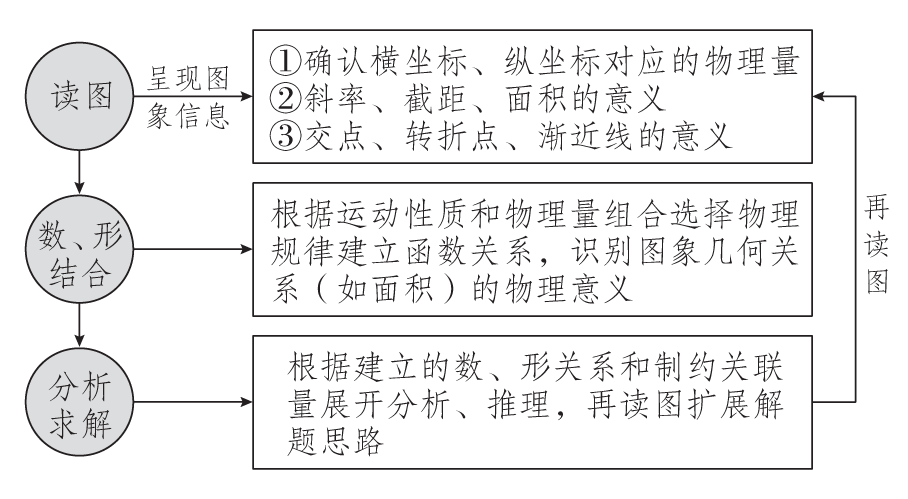 读图
呈现图
象信息
①确认横坐标、纵坐标对应的物理量
②斜率、截距、面积的意义
③交点、转折点、渐近线的意义
数、形
结合
根据运动性质和物理量组合选择物理
规律建立函数关系，识别图象几何关
系（如面积）的物理意义
再读图
分析
求解
根据建立的数、形关系和制约关联
量展开分析、推理，再读图扩展解
题思路